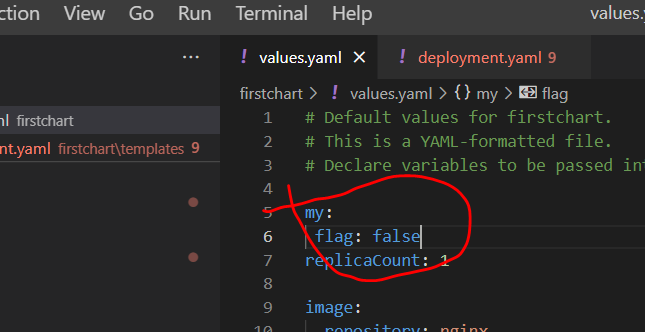 ction View Go Run Terminal Help values.
... ! values.yaml × ! deployment.yaml 9
firstchart > ! values.yaml > {} my > flag
ml firstchart
nt.yaml firstchart\templates 9
1 # Default values for firstchart.
2 # This is a YAML-formatted file.
3 # Declare variables to be passed int
4
5 my:
6 flag: false
7 replicaCount: 1
8
9 image:
10 repository: nginx